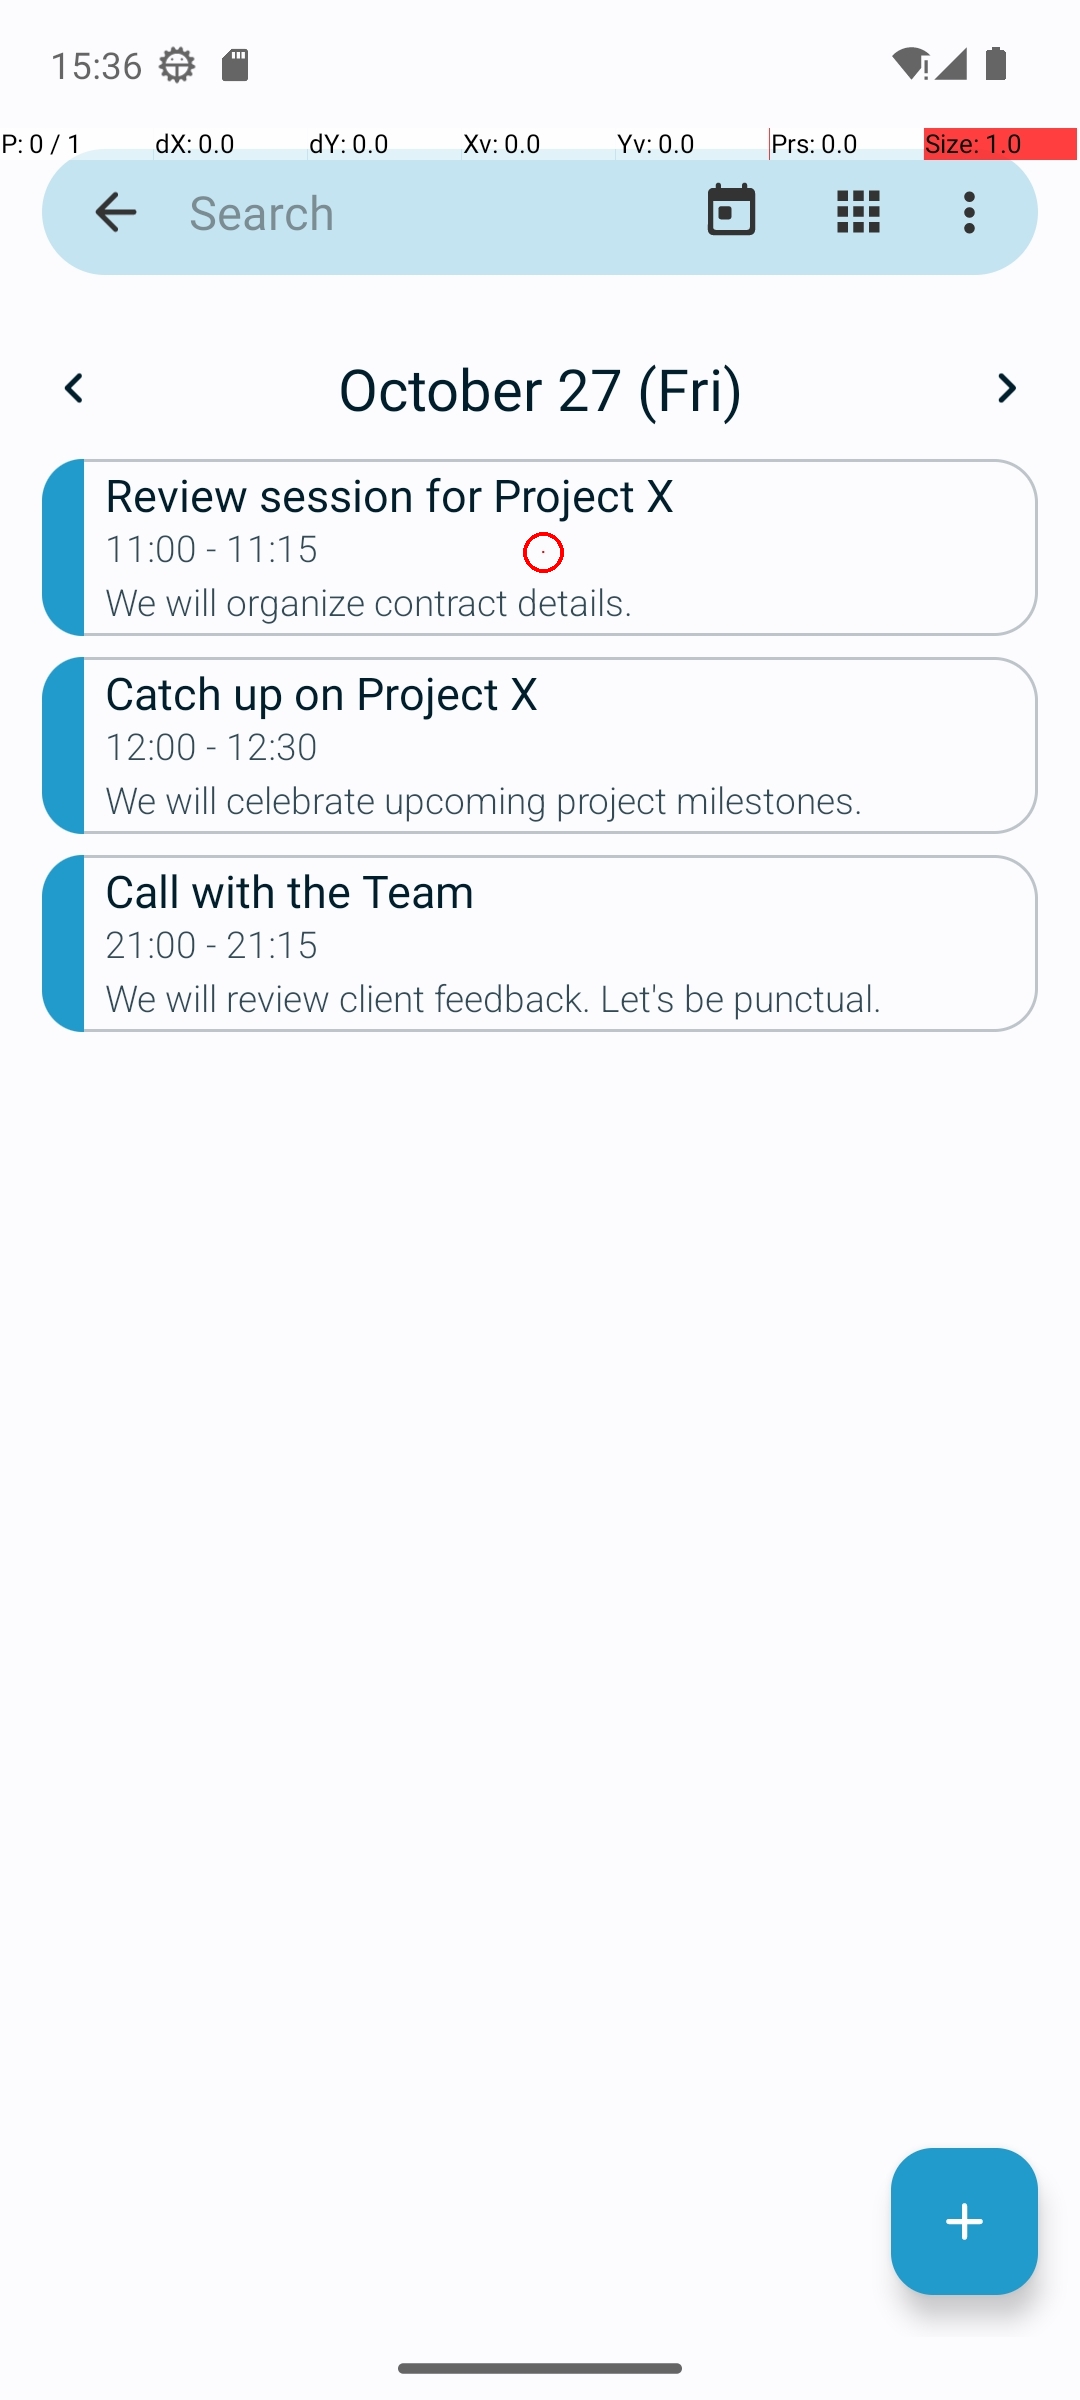 15:36
P: 0 / 1 dX: 0.0 dY: 0.0 Xv: 0.0 Yv: 0.0 Prs: 0.0 Size: 1.0
Search
October 27 (Fri)
Review session for Project X
11:00 - 11:15
We will organize contract details.
Catch up on Project X
12:00 - 12:30
We will celebrate upcoming project milestones.
Call with the Team
21:00 - 21:15
We will review client feedback. Let's be punctual.